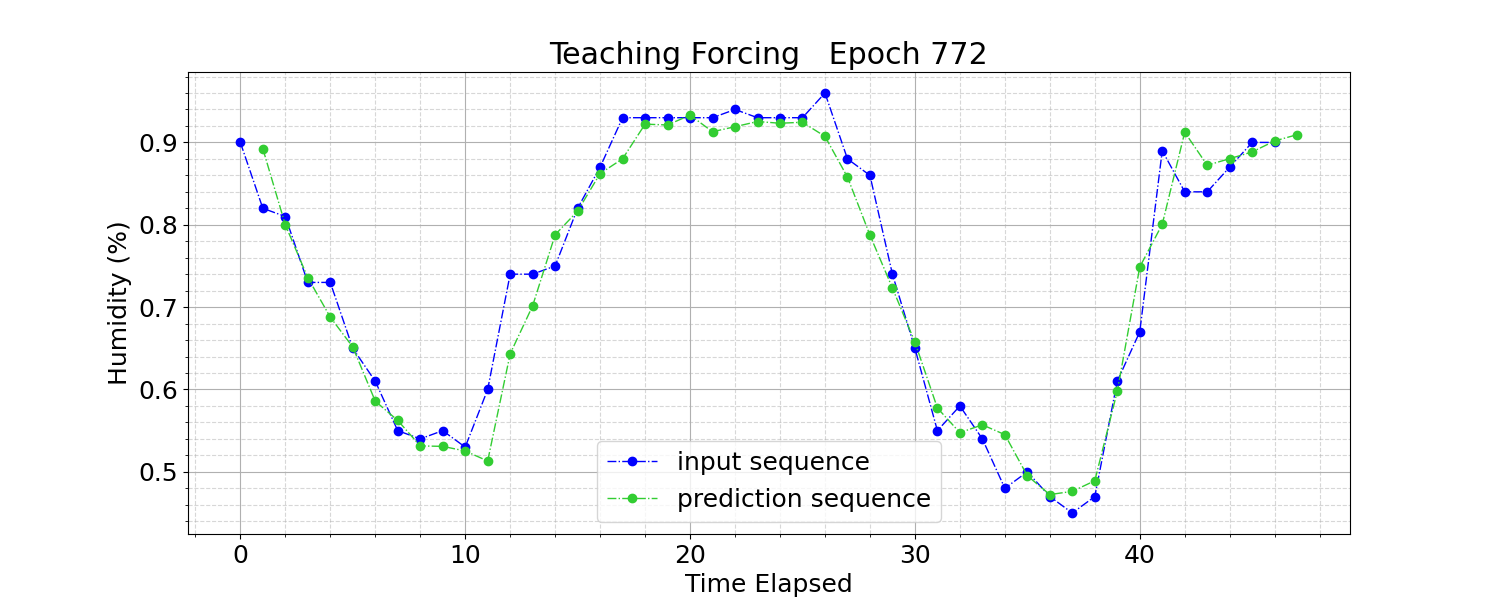 Teaching Forcing   Epoch 772
Humidity (%)
0.9
0.8
0.7
0.6
0.5
input sequence
prediction sequence
0 10 20 30 40
Time Elapsed